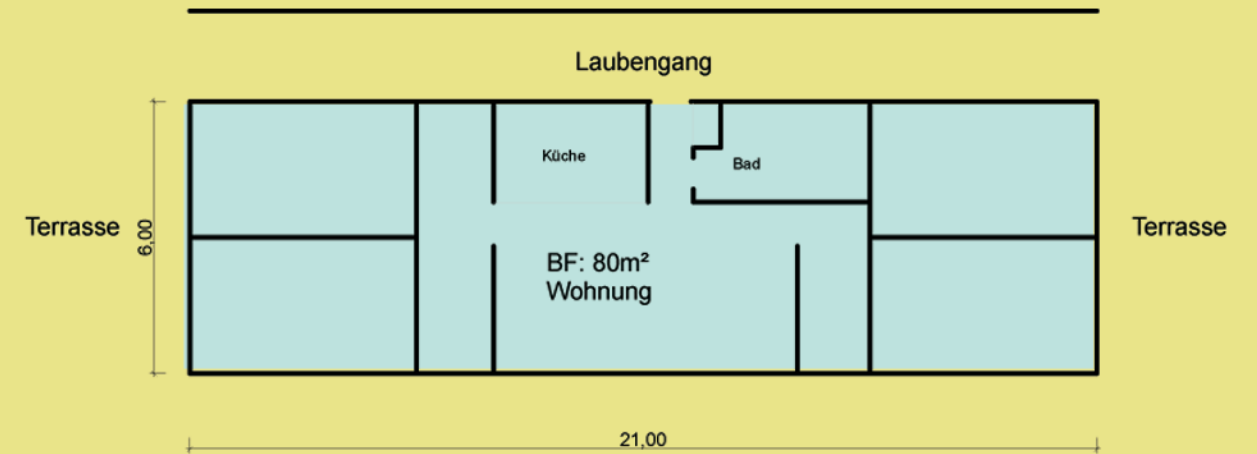 Laubengang
Küche
Bad
Terrasse
6,00
Terrasse
BF: 80m²
Wohnung
21,00